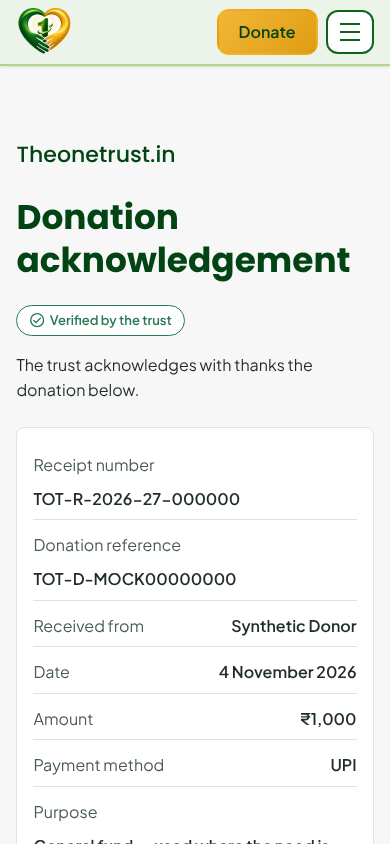 1
Donate
Theonetrust.in
Donation
acknowledgement
Verified by the trust
The trust acknowledges with thanks the
donation below.
Receipt number
TOT-R-2026-27-000000
Donation reference
TOT-D-MOCK00000000
Received from Synthetic Donor
Date 4 November 2026
Amount ₹1,000
Payment method UPI
Purpose